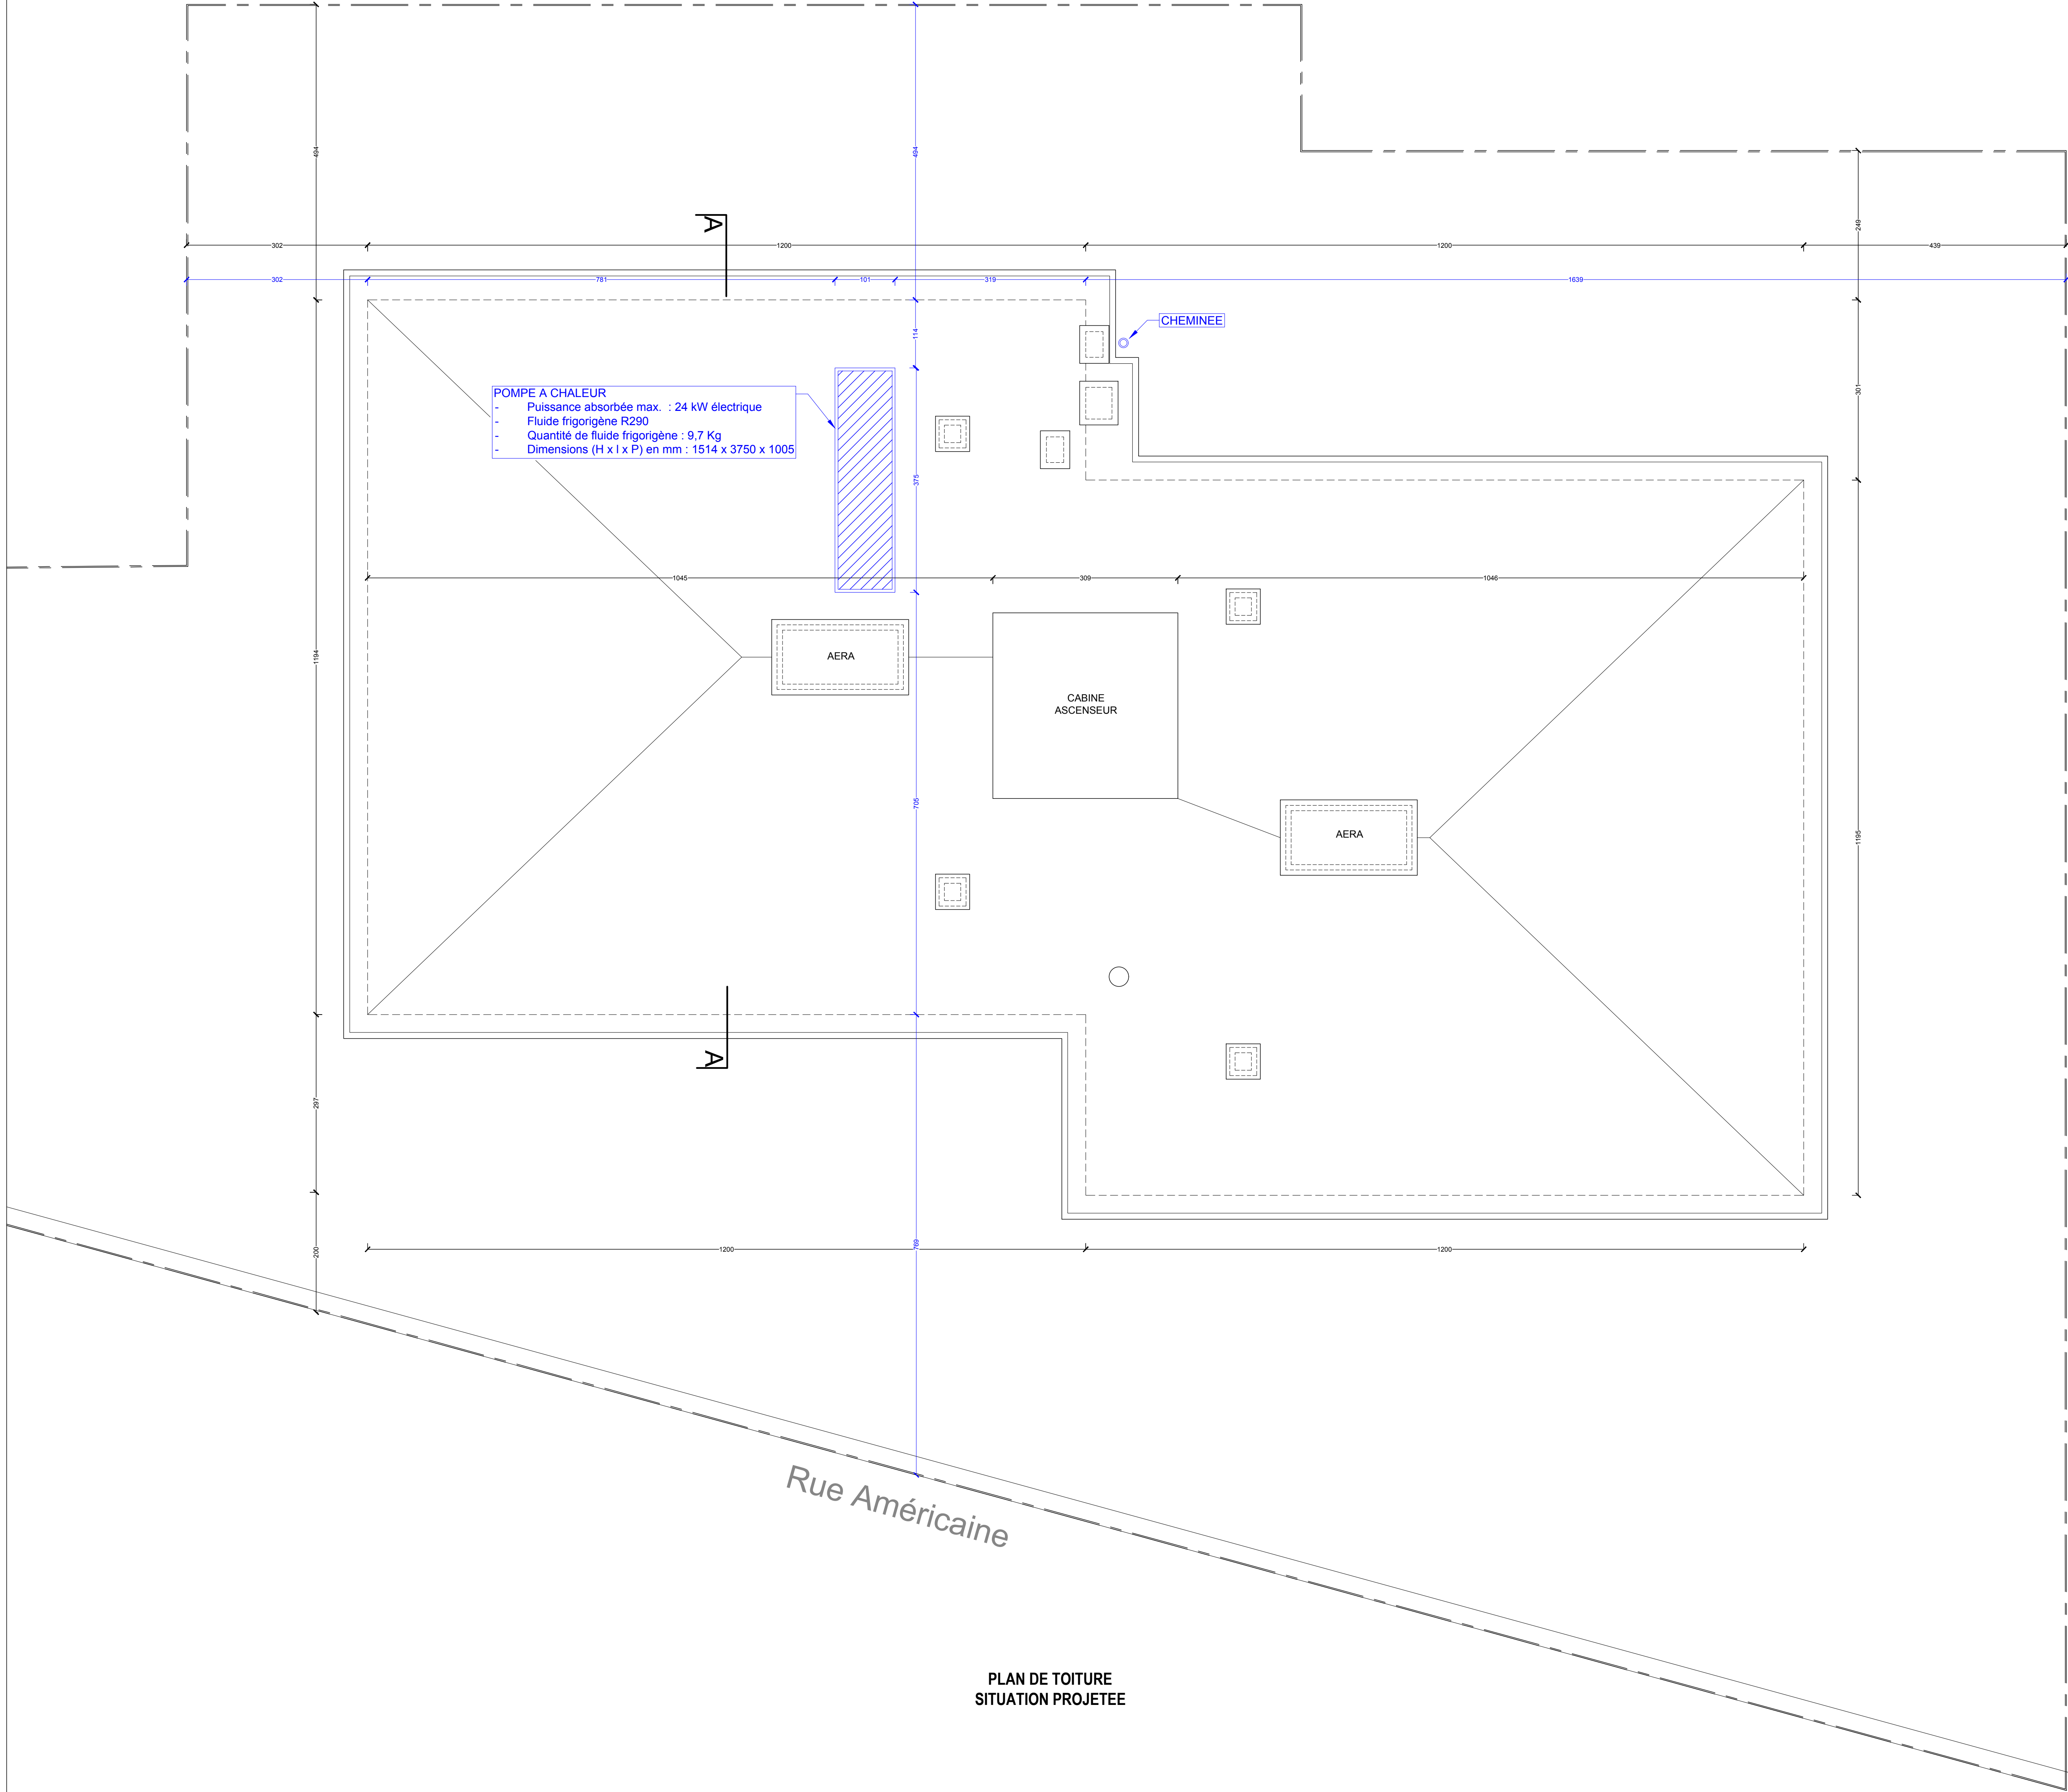 494
494
A
249
302
1200
1200
439
302
781
101
319
1639
CHEMINEE
114
301
POMPE A CHALEUR
- Puissance absorbée max. : 24 kW électrique
- Fluide frigorigène R290
- Quantité de fluide frigorigène : 9,7 Kg
- Dimensions (H x l x P) en mm : 1514 x 3750 x 1005
375
1045
309
1046
1194
AERA
CABINE
ASCENSEUR
705
AERA
1195
A
297
200
1200
769
1200
Rue Américaine
PLAN DE TOITURE
SITUATION PROJETEE